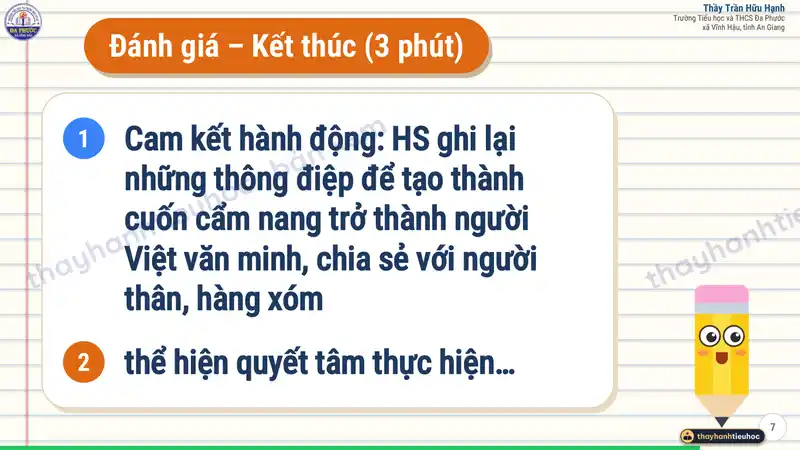 Thầy Trần Hữu Hạnh
Trường Tiểu học và THCS Đa Phước
xã Vĩnh Hậu, tỉnh An Giang
ĐA PHƯỚC
Đánh giá – Kết thúc (3 phút)
1
Cam kết hành động: HS ghi lại
những thông điệp để tạo thành
cuốn cẩm nang trở thành người
Việt văn minh, chia sẻ với người
thân, hàng xóm
2
thể hiện quyết tâm thực hiện...
thayhanhtieuhoc
7